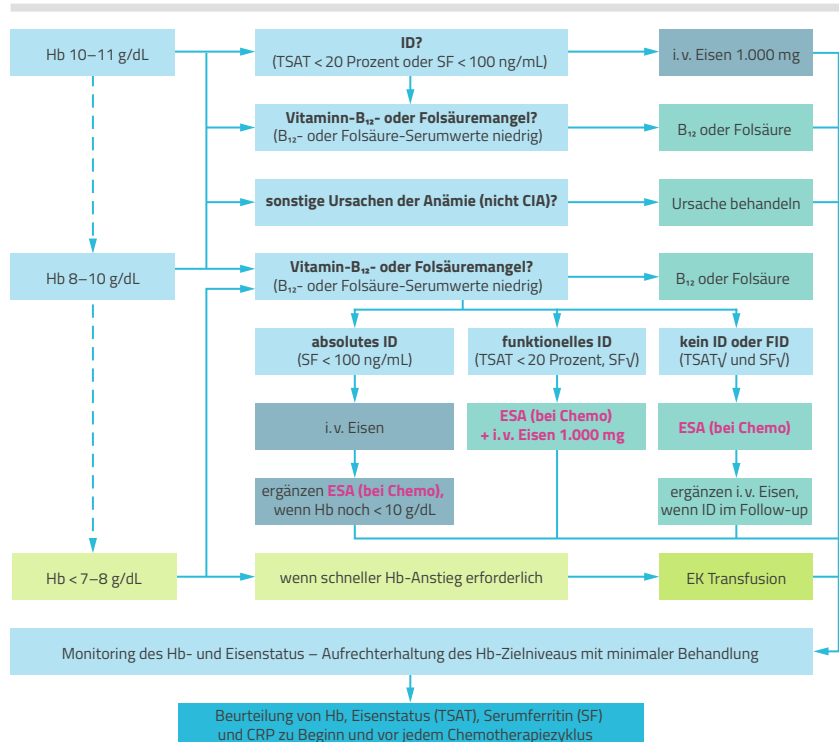 Hb 10–11 g/dL
ID?
(TSAT < 20 Prozent oder SF < 100 ng/mL)
i. v. Eisen 1.000 mg
Vitaminn-B₁₂- oder Folsäuremangel?
(B₁₂- oder Folsäure-Serumwerte niedrig)
B₁₂ oder Folsäure
sonstige Ursachen der Anämie (nicht CIA)?
Ursache behandeln
Hb 8–10 g/dL
Vitamin-B₁₂- oder Folsäuremangel?
(B₁₂- oder Folsäure-Serumwerte niedrig)
B₁₂ oder Folsäure
absolutes ID
(SF < 100 ng/mL)
funktionelles ID
(TSAT < 20 Prozent, SF√)
kein ID oder FID
(TSAT√ und SF√)
i. v. Eisen
ESA (bei Chemo)
+ i. v. Eisen 1.000 mg
ESA (bei Chemo)
ergänzen ESA (bei Chemo),
wenn Hb noch < 10 g/dL
ergänzen i. v. Eisen,
wenn ID im Follow-up
Hb < 7–8 g/dL
wenn schneller Hb-Anstieg erforderlich
EK Transfusion
Monitoring des Hb- und Eisenstatus – Aufrechterhaltung des Hb-Zielniveaus mit minimaler Behandlung
Beurteilung von Hb, Eisenstatus (TSAT), Serumferritin (SF)
und CRP zu Beginn und vor jedem Chemotherapiezyklus